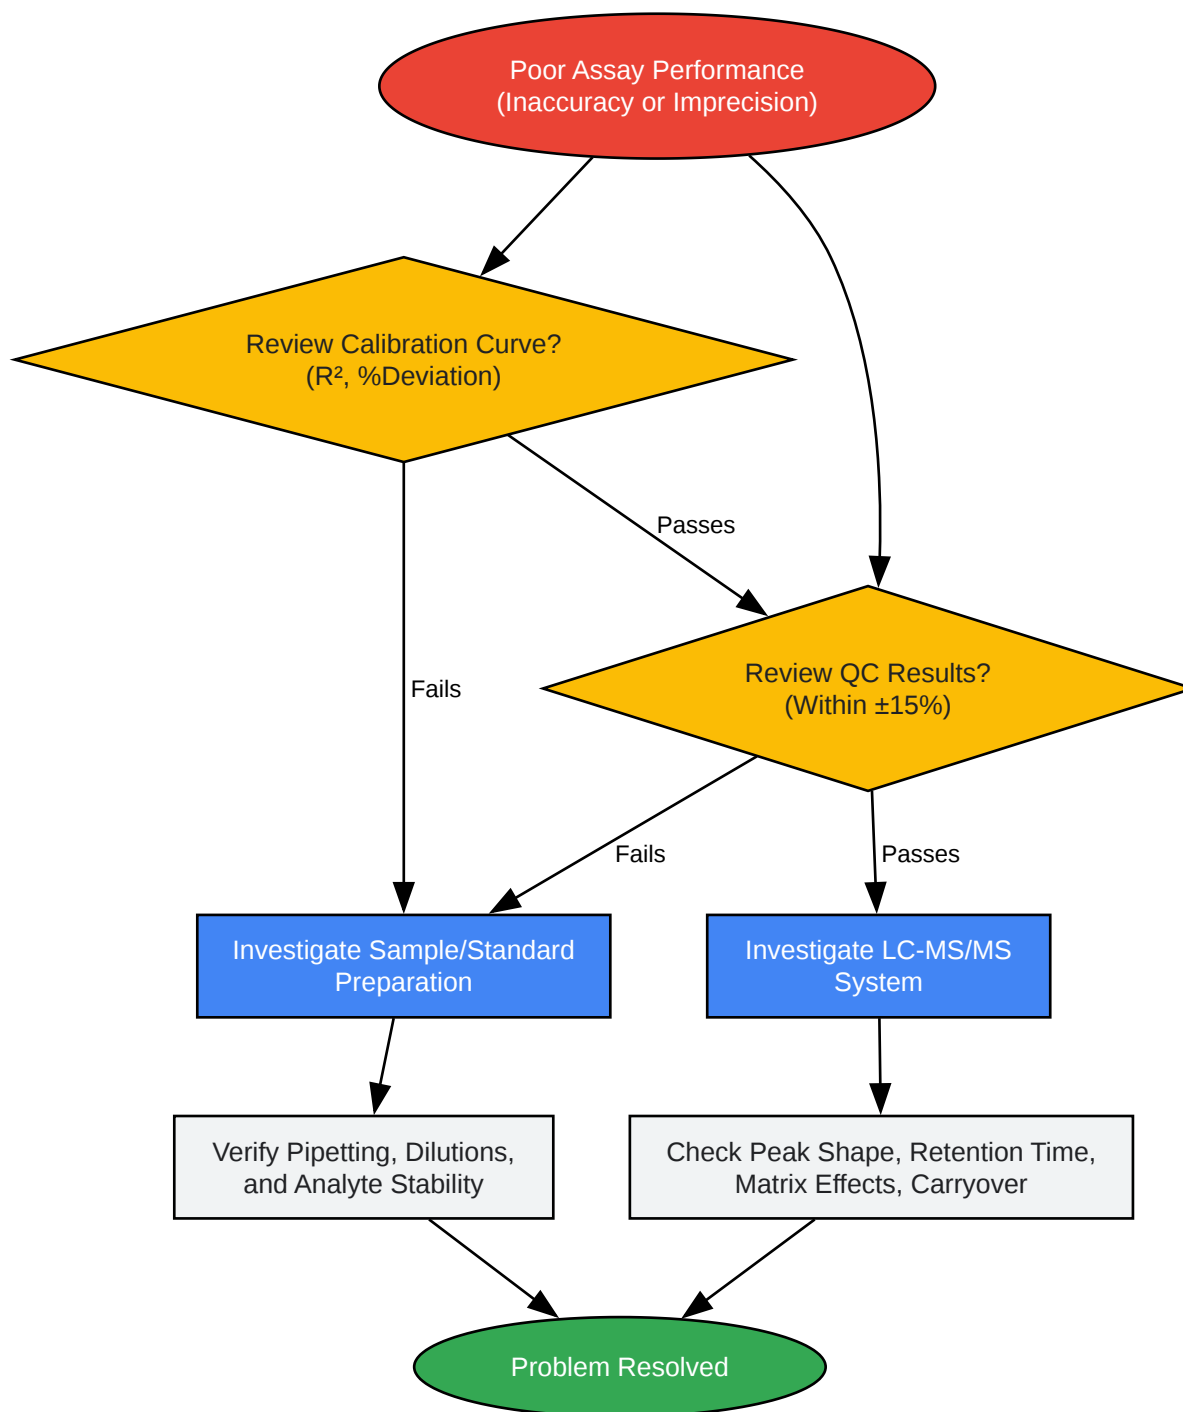 Poor Assay Performance
(Inaccuracy or Imprecision)
Review Calibration Curve?
(R², %Deviation)
Passes
Review QC Results?
(Within ±15%)
Fails
Fails
Passes
Investigate Sample/Standard
Preparation
Investigate LC-MS/MS
System
Verify Pipetting, Dilutions,
and Analyte Stability
Check Peak Shape, Retention Time,
Matrix Effects, Carryover
Problem Resolved